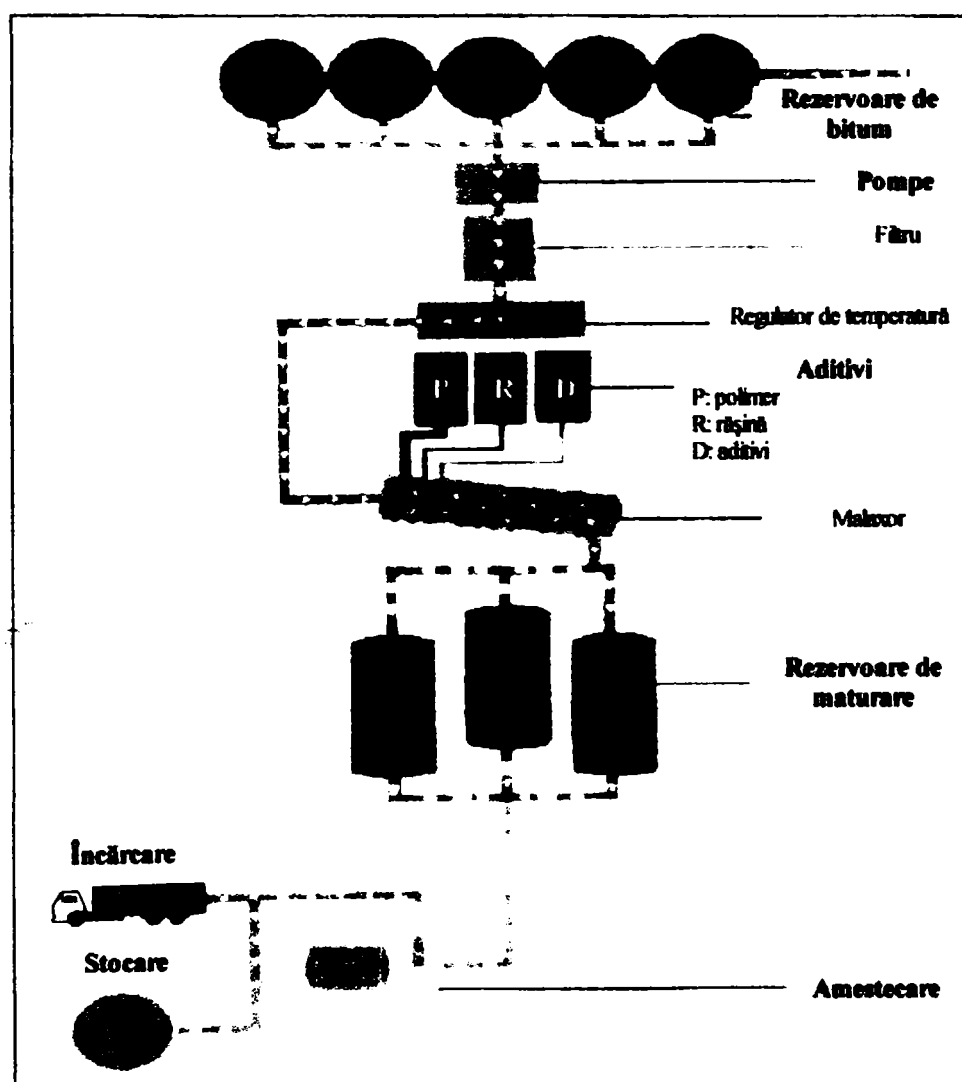 Rezervoare de
bitum
Pompe
Filtru
Regulator de temperatură
Aditivi
P R D
P: polimer
R: rășină
D: aditivi
Malaxor
Rezervoare de
maturare
Încărcare
Stocare
Amestecare